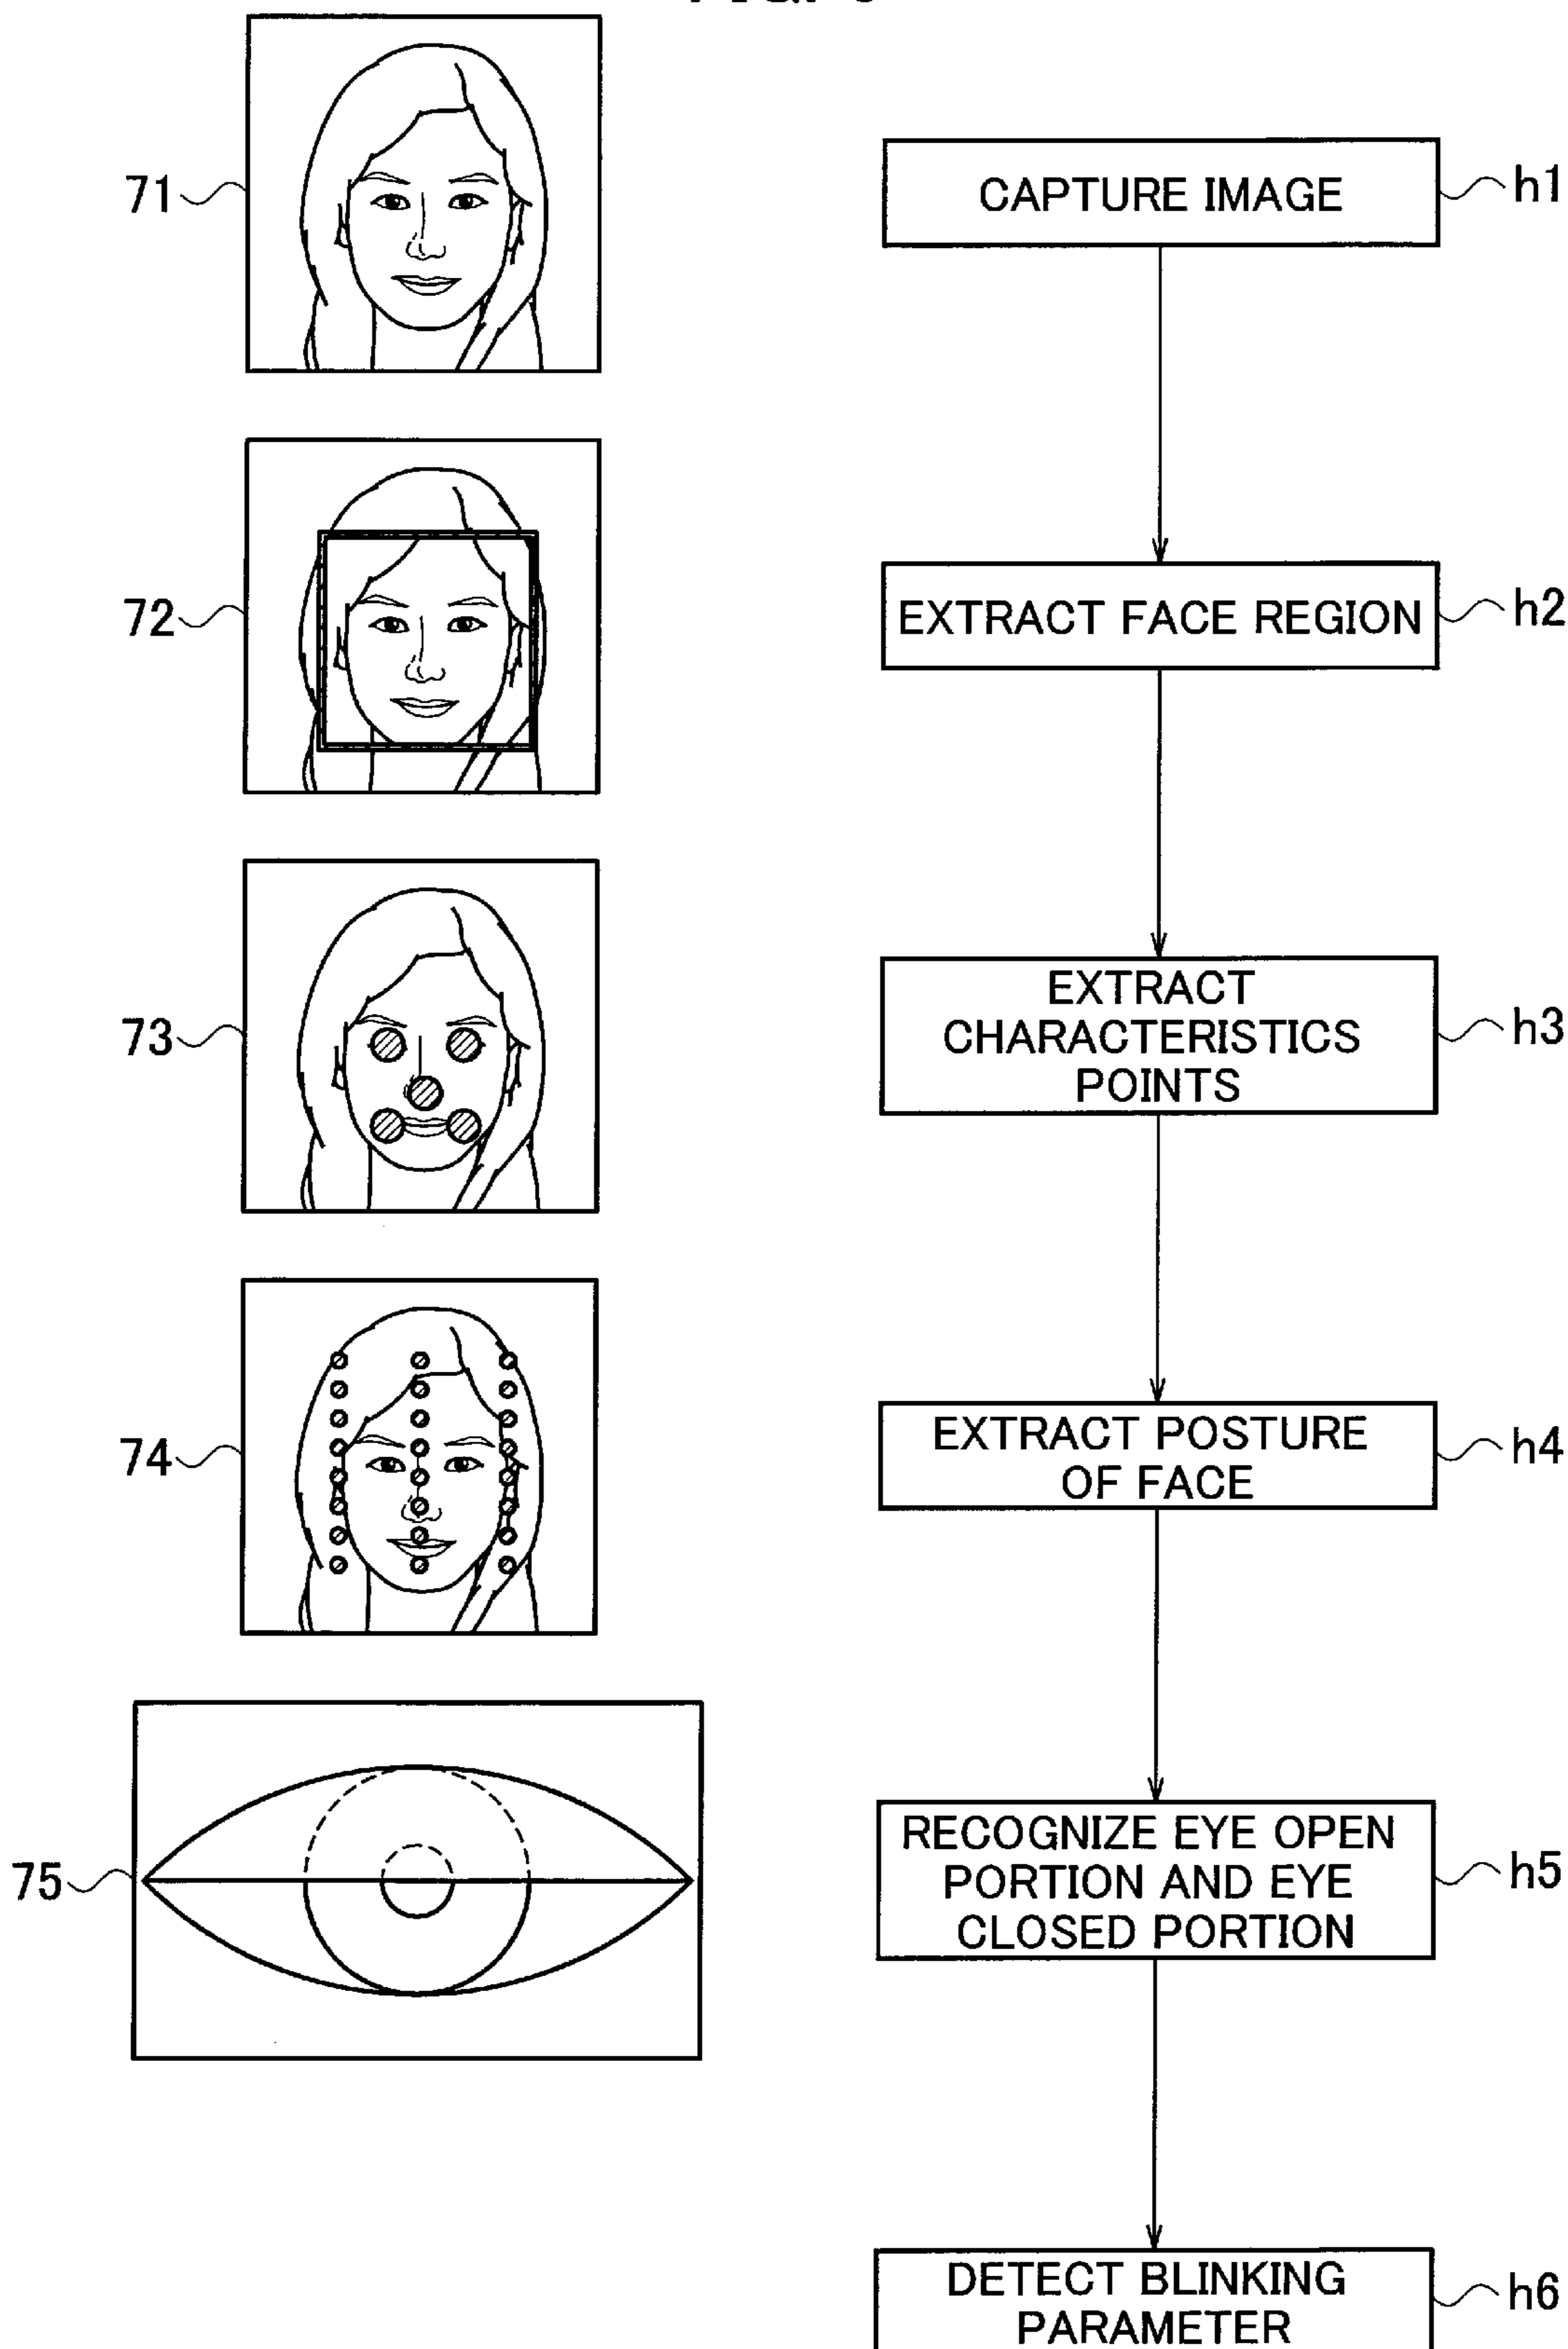 71
CAPTURE IMAGE
h1
72
EXTRACT FACE REGION
h2
73
EXTRACT
CHARACTERISTICS
POINTS
h3
74
EXTRACT POSTURE
OF FACE
h4
75
RECOGNIZE EYE OPEN
PORTION AND EYE
CLOSED PORTION
h5
DETECT BLINKING
PARAMETER
h6